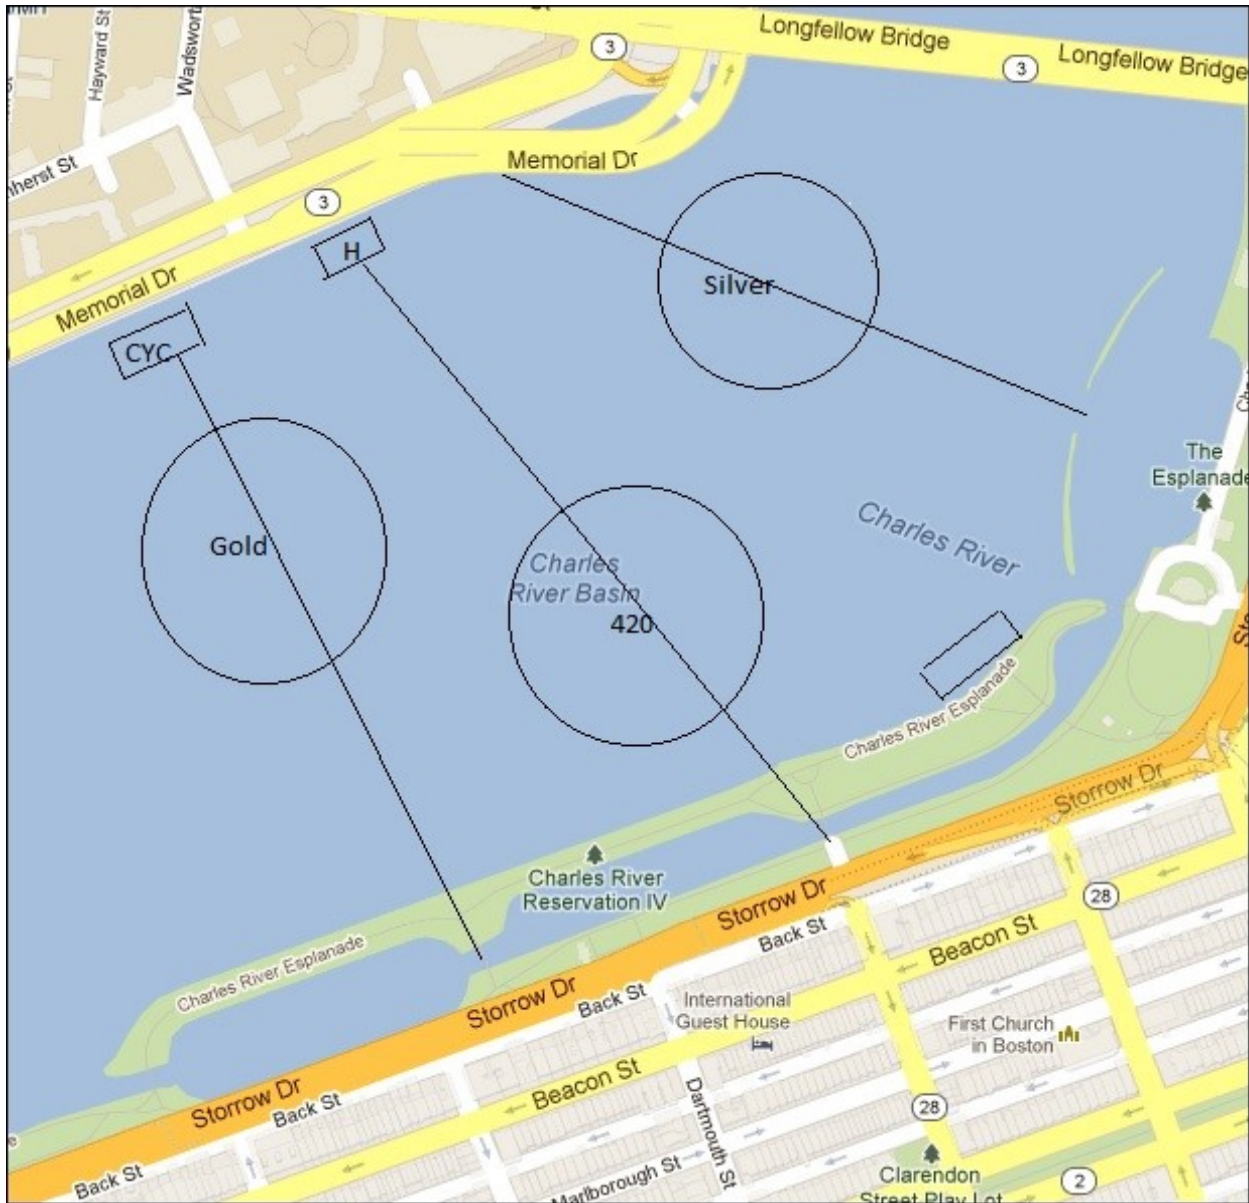 Longfellow Bridge
Longfellow Bridge
3
3
Hayward St
Memorial Dr
3
H
Memorial Dr
Silver
CYC
The
Esplanade
Charles River
Gold
Charles
River Basin
420
Charles River Esplanade
Storrow Dr
Charles River
Reservation IV
28
Storrow Dr
Back St
Beacon St
Charles River Esplanade
International
Guest House
First Church
in Boston
Storrow Dr
Back St
Beacon St
Storrow Dr
Back St
Dartmouth St
28
Marlborough St
Clarendon
Street Play Lot
2
Back St